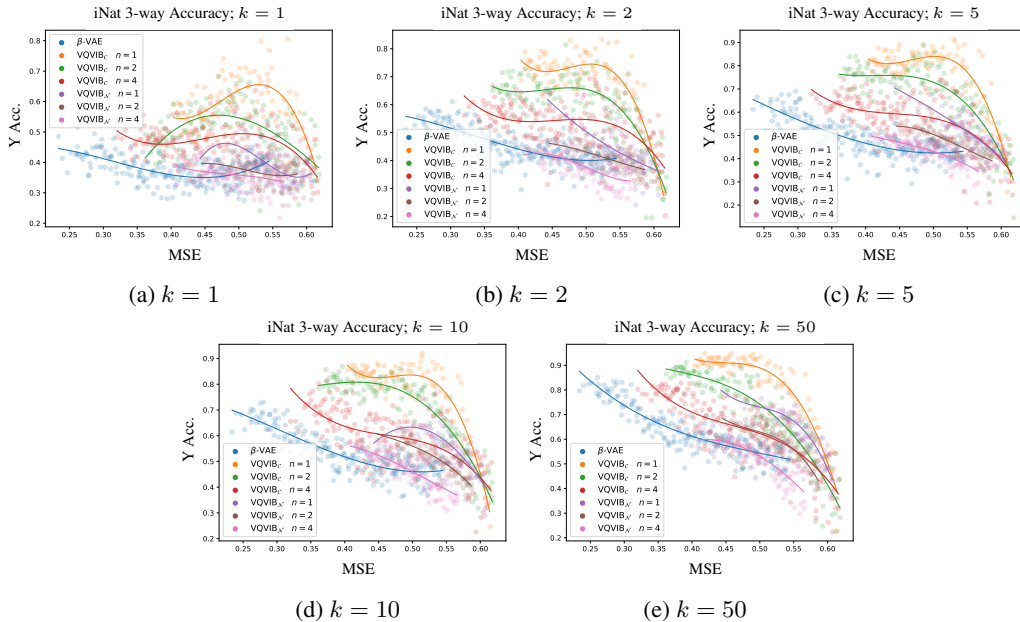 iNat 3-way Accuracy; k = 1
Y Acc.
0.8
0.7
0.6
0.5
0.4
0.3
0.2
β-VAE
VQVIB_C n = 1
VQVIB_C n = 2
VQVIB_C n = 4
VQVIB_N n = 1
VQVIB_N n = 2
VQVIB_N n = 4
0.25 0.30 0.35 0.40 0.45 0.50 0.55 0.60
MSE
(a) k = 1
iNat 3-way Accuracy; k = 2
Y Acc.
0.8
0.7
0.6
0.5
0.4
0.3
0.2
β-VAE
VQVIB_C n = 1
VQVIB_C n = 2
VQVIB_C n = 4
VQVIB_N n = 1
VQVIB_N n = 2
VQVIB_N n = 4
0.25 0.30 0.35 0.40 0.45 0.50 0.55 0.60
MSE
(b) k = 2
iNat 3-way Accuracy; k = 5
Y Acc.
0.9
0.8
0.7
0.6
0.5
0.4
0.3
0.2
0.1
β-VAE
VQVIB_C n = 1
VQVIB_C n = 2
VQVIB_C n = 4
VQVIB_N n = 1
VQVIB_N n = 2
VQVIB_N n = 4
0.25 0.30 0.35 0.40 0.45 0.50 0.55 0.60
MSE
(c) k = 5
iNat 3-way Accuracy; k = 10
Y Acc.
0.9
0.8
0.7
0.6
0.5
0.4
0.3
0.2
β-VAE
VQVIB_C n = 1
VQVIB_C n = 2
VQVIB_C n = 4
VQVIB_N n = 1
VQVIB_N n = 2
VQVIB_N n = 4
0.25 0.30 0.35 0.40 0.45 0.50 0.55 0.60
MSE
(d) k = 10
iNat 3-way Accuracy; k = 50
Y Acc.
0.9
0.8
0.7
0.6
0.5
0.4
0.3
0.2
β-VAE
VQVIB_C n = 1
VQVIB_C n = 2
VQVIB_C n = 4
VQVIB_N n = 1
VQVIB_N n = 2
VQVIB_N n = 4
0.25 0.30 0.35 0.40 0.45 0.50 0.55 0.60
MSE
(e) k = 50